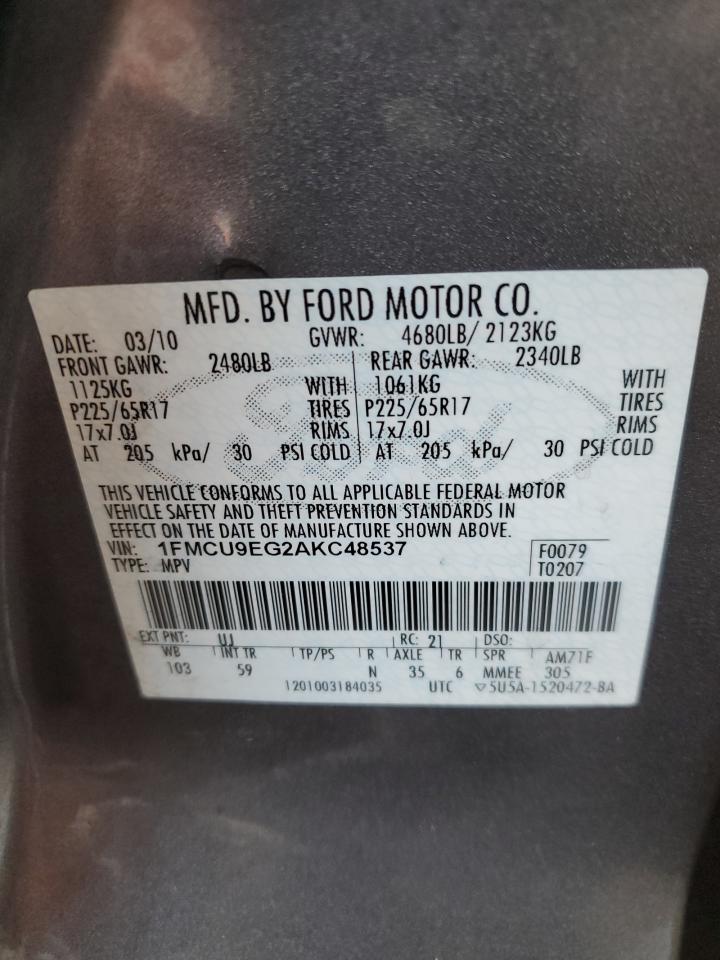 MFD. BY FORD MOTOR CO.
DATE: 03/10 GVWR: 4680LB/ 2123KG
FRONT GAWR: 2480LB REAR GAWR: 2340LB
1125KG WITH 1061KG WITH
P225/65R17 TIRES P225/65R17 TIRES
17x7.0J RIMS 17x7.0J RIMS
AT 205 kPa/ 30 PSI COLD AT 205 kPa/ 30 PSI COLD
Ford
THIS VEHICLE CONFORMS TO ALL APPLICABLE FEDERAL MOTOR
VEHICLE SAFETY AND THEFT PREVENTION STANDARDS IN
EFFECT ON THE DATE OF MANUFACTURE SHOWN ABOVE.
VIN: 1FMCU9EG2AKC48537 F0079
TYPE: MPV T0207
EXT PNT: UJ RC: 21 DSO:
WB INT TR TP/PS R AXLE TR SPR AM71F
103 59 N 35 6 MMEE 305
1201003184035 UTC ▽5U5A-1520472-BA